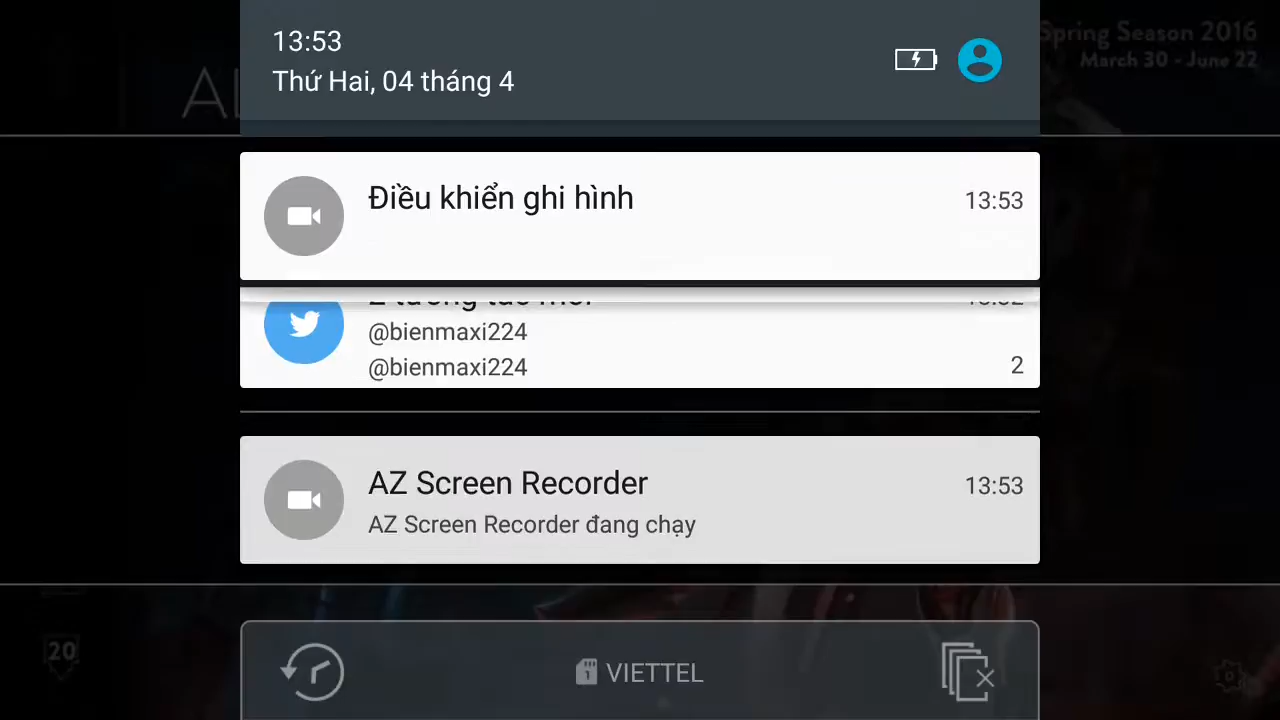 13:53
Thứ Hai, 04 tháng 4
Spring Season 2016
March 30 - June 22
Điều khiển ghi hình
13:53
@bienmaxi224
@bienmaxi224
2
AZ Screen Recorder
13:53
AZ Screen Recorder đang chạy
20
1
VIETTEL